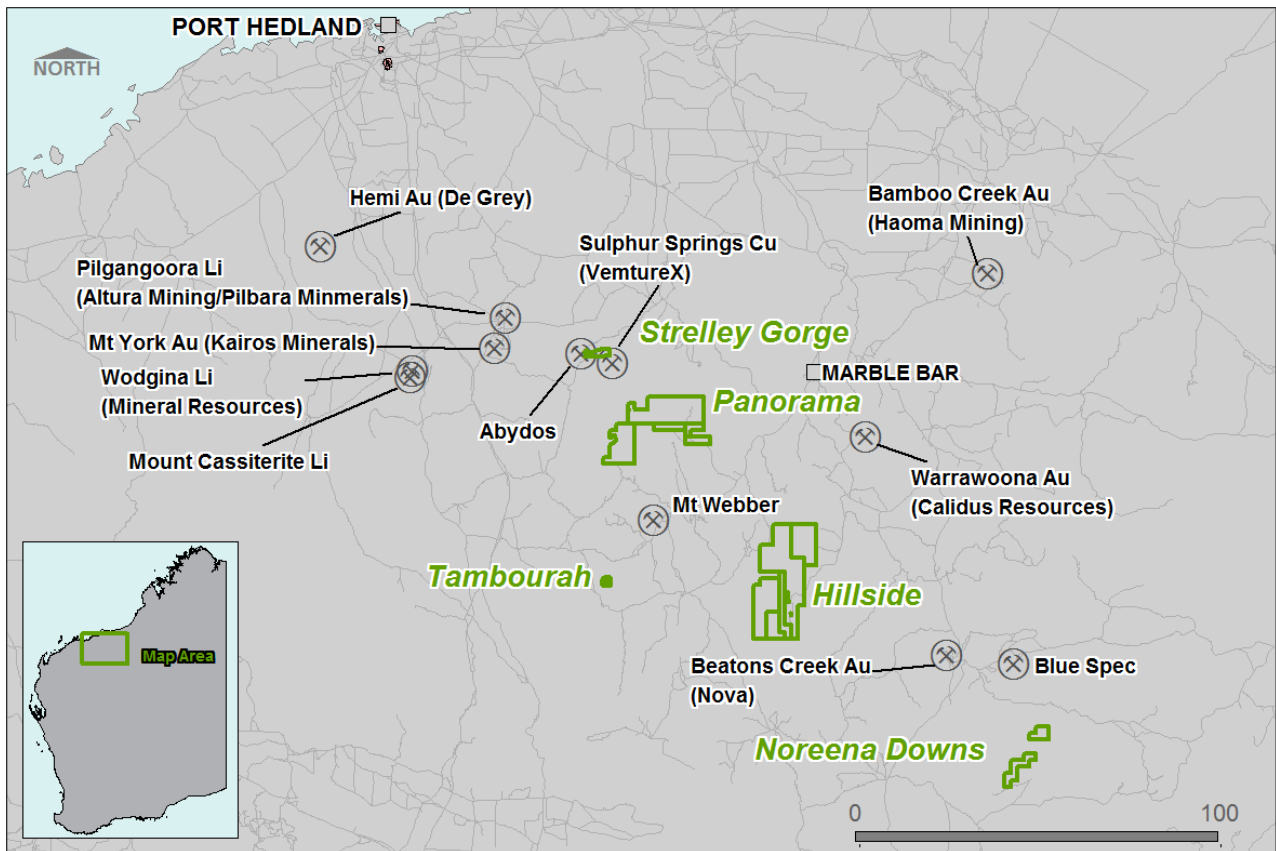 PORT HEDLAND
NORTH
Hemi Au (De Grey)
Bamboo Creek Au
(Haoma Mining)
Sulphur Springs Cu
(VemtureX)
Pilgangoora Li
(Altura Mining/Pilbara Minmerals)
Strelley Gorge
Mt York Au (Kairos Minerals)
Wodgina Li
(Mineral Resources)
MARBLE BAR
Panorama
Abydos
Mount Cassiterite Li
Warrawoona Au
(Calidus Resources)
Mt Webber
Tambourah
Hillside
Map Area
Beatons Creek Au
(Nova)
Blue Spec
Noreena Downs
0
100